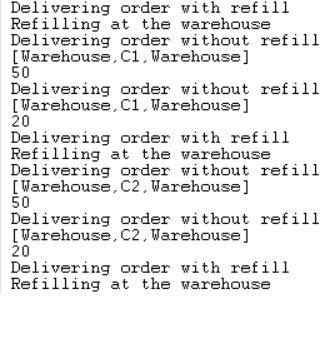 Delivering order with refill
Refilling at the warehouse
Delivering order without refill
[Warehouse,C1,Warehouse]
50
Delivering order without refill
[Warehouse,C1,Warehouse]
20
Delivering order with refill
Refilling at the warehouse
Delivering order without refill
[Warehouse,C2,Warehouse]
50
Delivering order without refill
[Warehouse,C2,Warehouse]
20
Delivering order with refill
Refilling at the warehouse